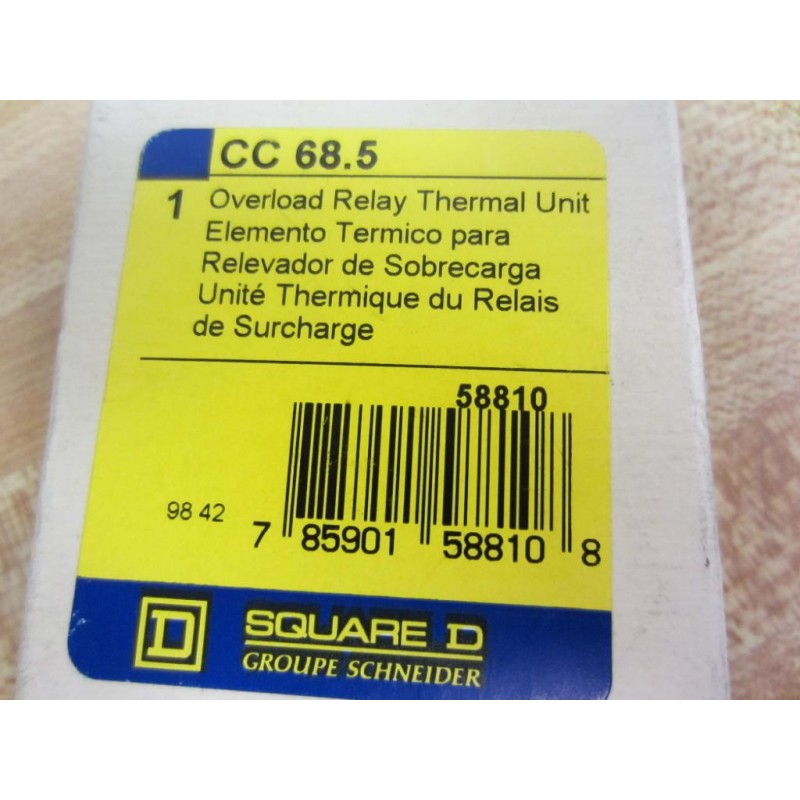 CC 68.5
1 Overload Relay Thermal Unit
Elemento Termico para
Relevador de Sobrecarga
Unité Thermique du Relais
de Surcharge
58810
98 42
7 85901 58810 8
D SQUARE D
GROUPE SCHNEIDER